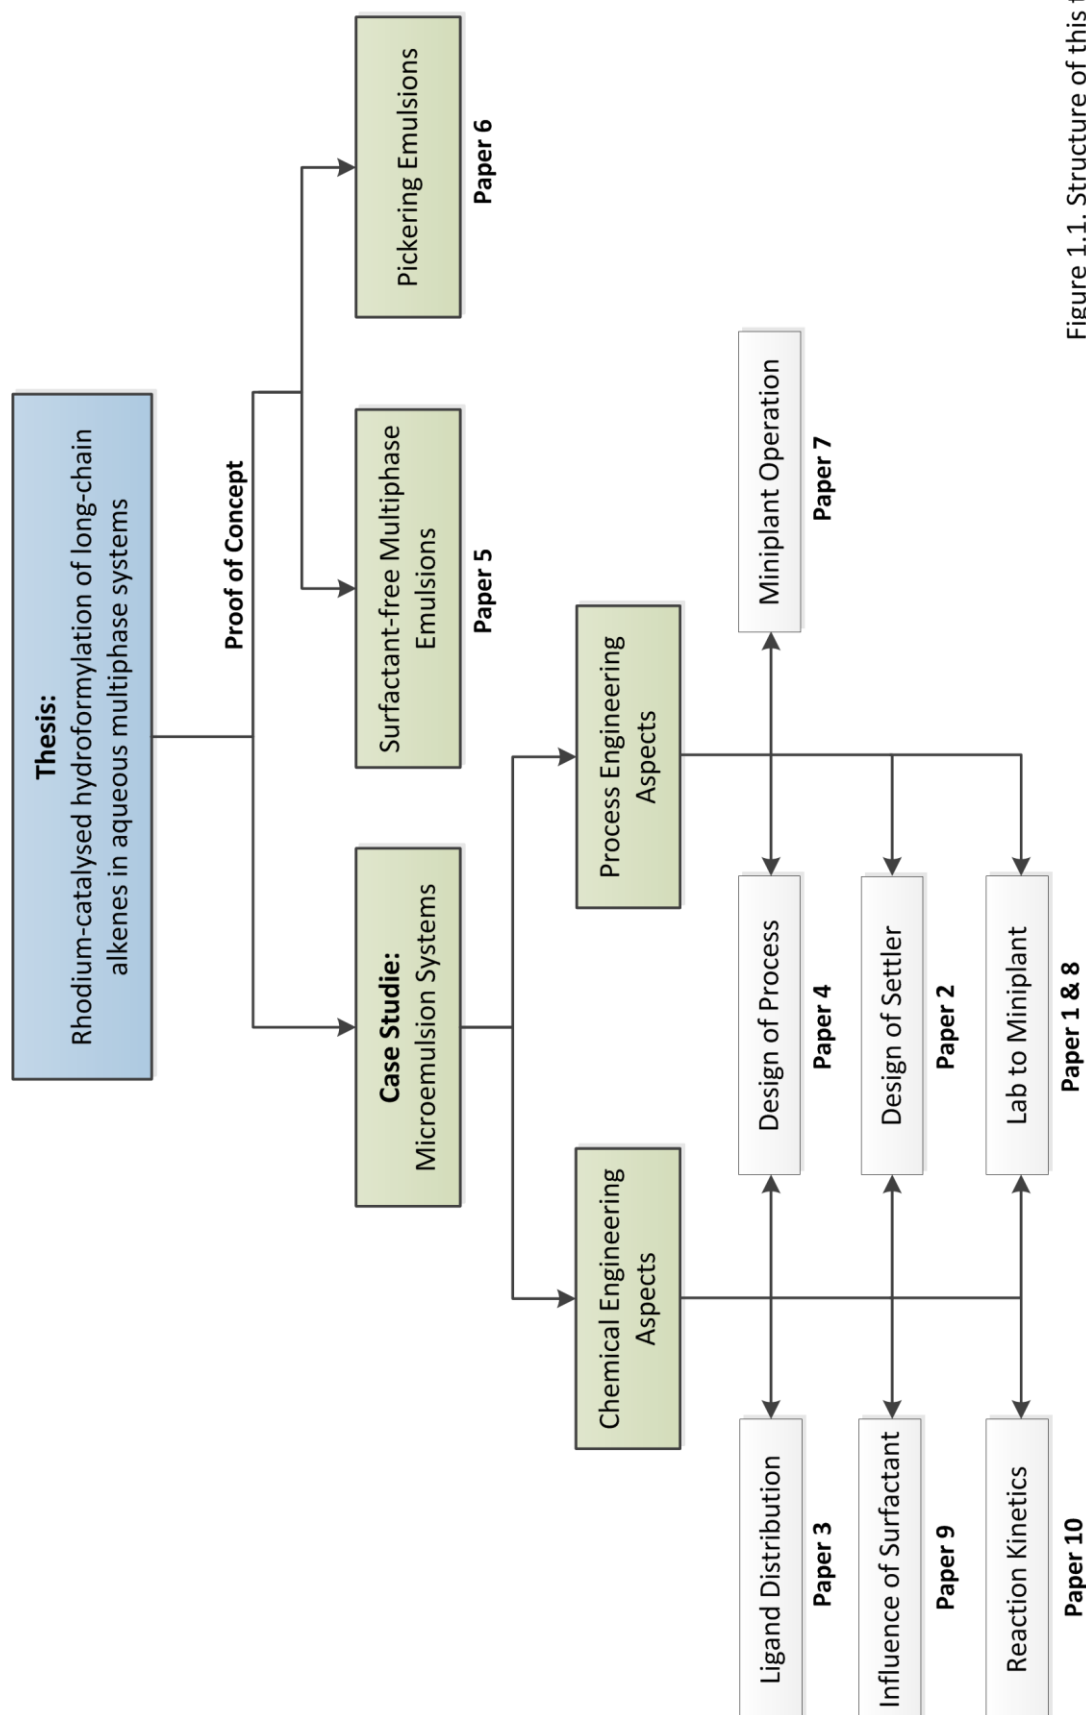 Thesis:
Rhodium-catalysed hydroformylation of long-chain
alkenes in aqueous multiphase systems
Proof of Concept
Case Studie:
Microemulsion Systems
Surfactant-free Multiphase
Emulsions
Paper 5
Pickering Emulsions
Paper 6
Chemical Engineering
Aspects
Process Engineering
Aspects
Ligand Distribution
Paper 3
Design of Process
Paper 4
Miniplant Operation
Paper 7
Influence of Surfactant
Paper 9
Design of Settler
Paper 2
Reaction Kinetics
Paper 10
Lab to Miniplant
Paper 1 & 8
Figure 1.1. Structure of this